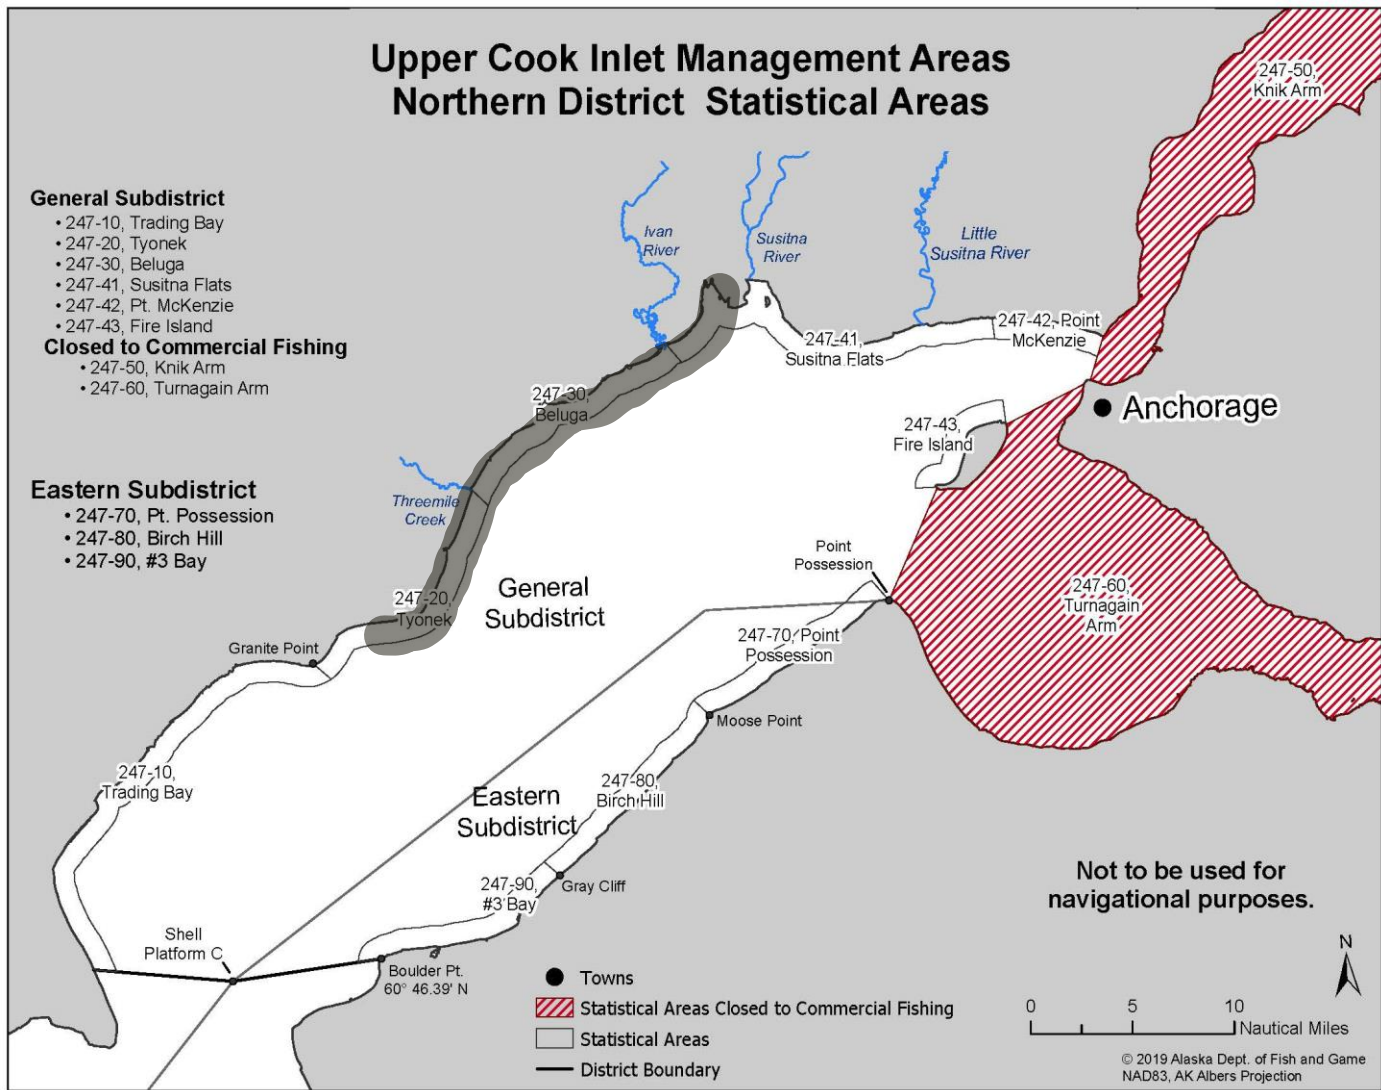 Upper Cook Inlet Management Areas
Northern District Statistical Areas
247-50,
Knik Arm
General Subdistrict
• 247-10, Trading Bay
• 247-20, Tyonek
• 247-30, Beluga
• 247-41, Susitna Flats
• 247-42, Pt. McKenzie
• 247-43, Fire Island
Closed to Commercial Fishing
• 247-50, Knik Arm
• 247-60, Turnagain Arm
Eastern Subdistrict
• 247-70, Pt. Possession
• 247-80, Birch Hill
• 247-90, #3 Bay
Ivan
River
Susitna
River
Little
Susitna River
247-42, Point
McKenzie
247-41,
Susitna Flats
247-30,
Beluga
Anchorage
247-43,
Fire Island
Threemile
Creek
Point
Possession
247-20,
Tyonek
General
Subdistrict
247-60,
Turnagain
Arm
Granite Point
247-70, Point
Possession
Moose Point
247-10,
Trading Bay
247-80,
Birch Hill
Eastern
Subdistrict
247-90,
#3 Bay
Gray Cliff
Not to be used for
navigational purposes.
Shell
Platform C
Boulder Pt.
60° 46.39' N
N
Towns
Statistical Areas Closed to Commercial Fishing
Statistical Areas
District Boundary
0 5 10
Nautical Miles
© 2019 Alaska Dept. of Fish and Game
NAD83, AK Albers Projection